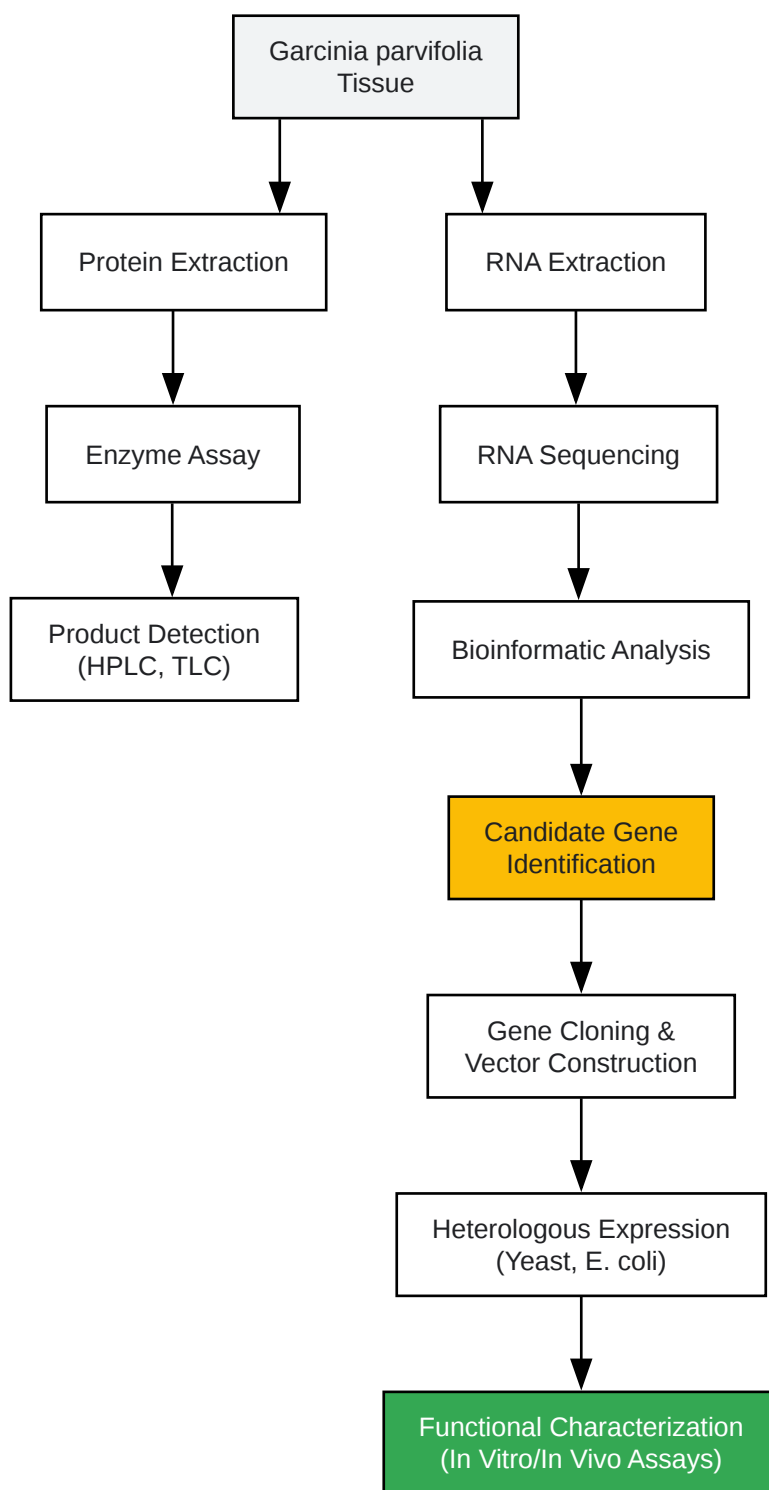 Garcinia parvifolia
Tissue
Protein Extraction
RNA Extraction
Enzyme Assay
RNA Sequencing
Product Detection
(HPLC, TLC)
Bioinformatic Analysis
Candidate Gene
Identification
Gene Cloning &
Vector Construction
Heterologous Expression
(Yeast, E. coli)
Functional Characterization
(In Vitro/In Vivo Assays)